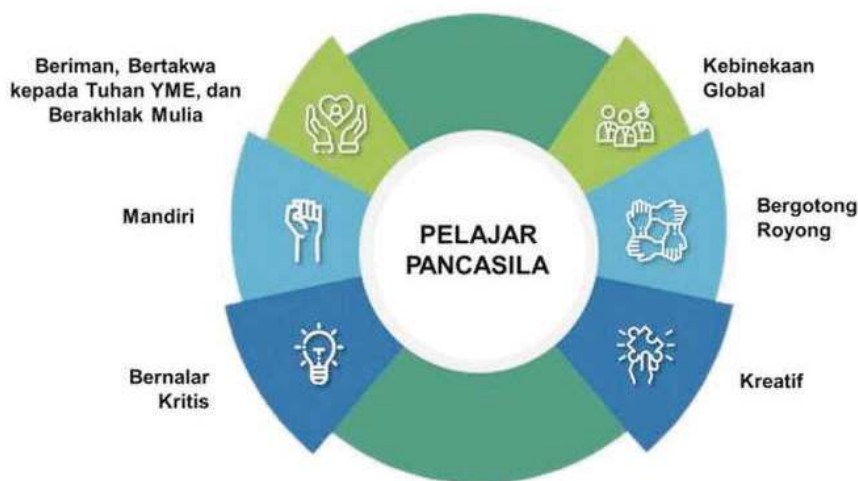 Beriman, Bertakwa
kepada Tuhan YME, dan
Berakhlak Mulia
Kebinekaan
Global
Mandiri
PELAJAR
PANCASILA
Bergotong
Royong
Bernalar
Kritis
Kreatif